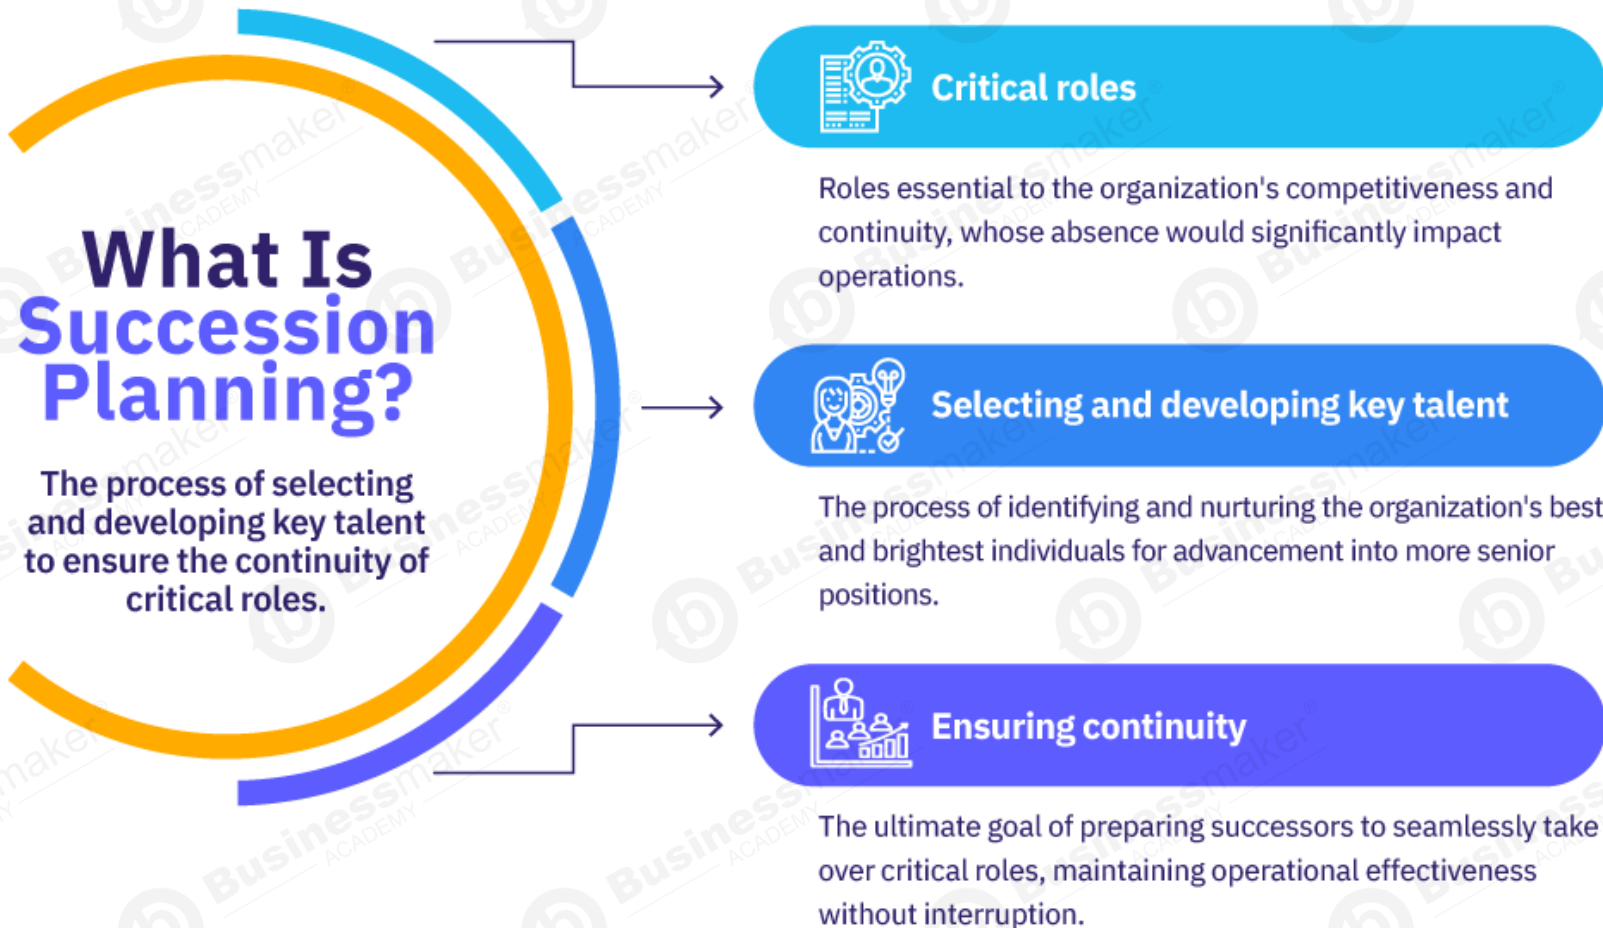 What Is
Succession
Planning?
The process of selecting
and developing key talent
to ensure the continuity of
critical roles.
Critical roles
Roles essential to the organization's competitiveness and
continuity, whose absence would significantly impact
operations.
Selecting and developing key talent
The process of identifying and nurturing the organization's best
and brightest individuals for advancement into more senior
positions.
Ensuring continuity
The ultimate goal of preparing successors to seamlessly take
over critical roles, maintaining operational effectiveness
without interruption.
Businessmaker®
ACADEMY